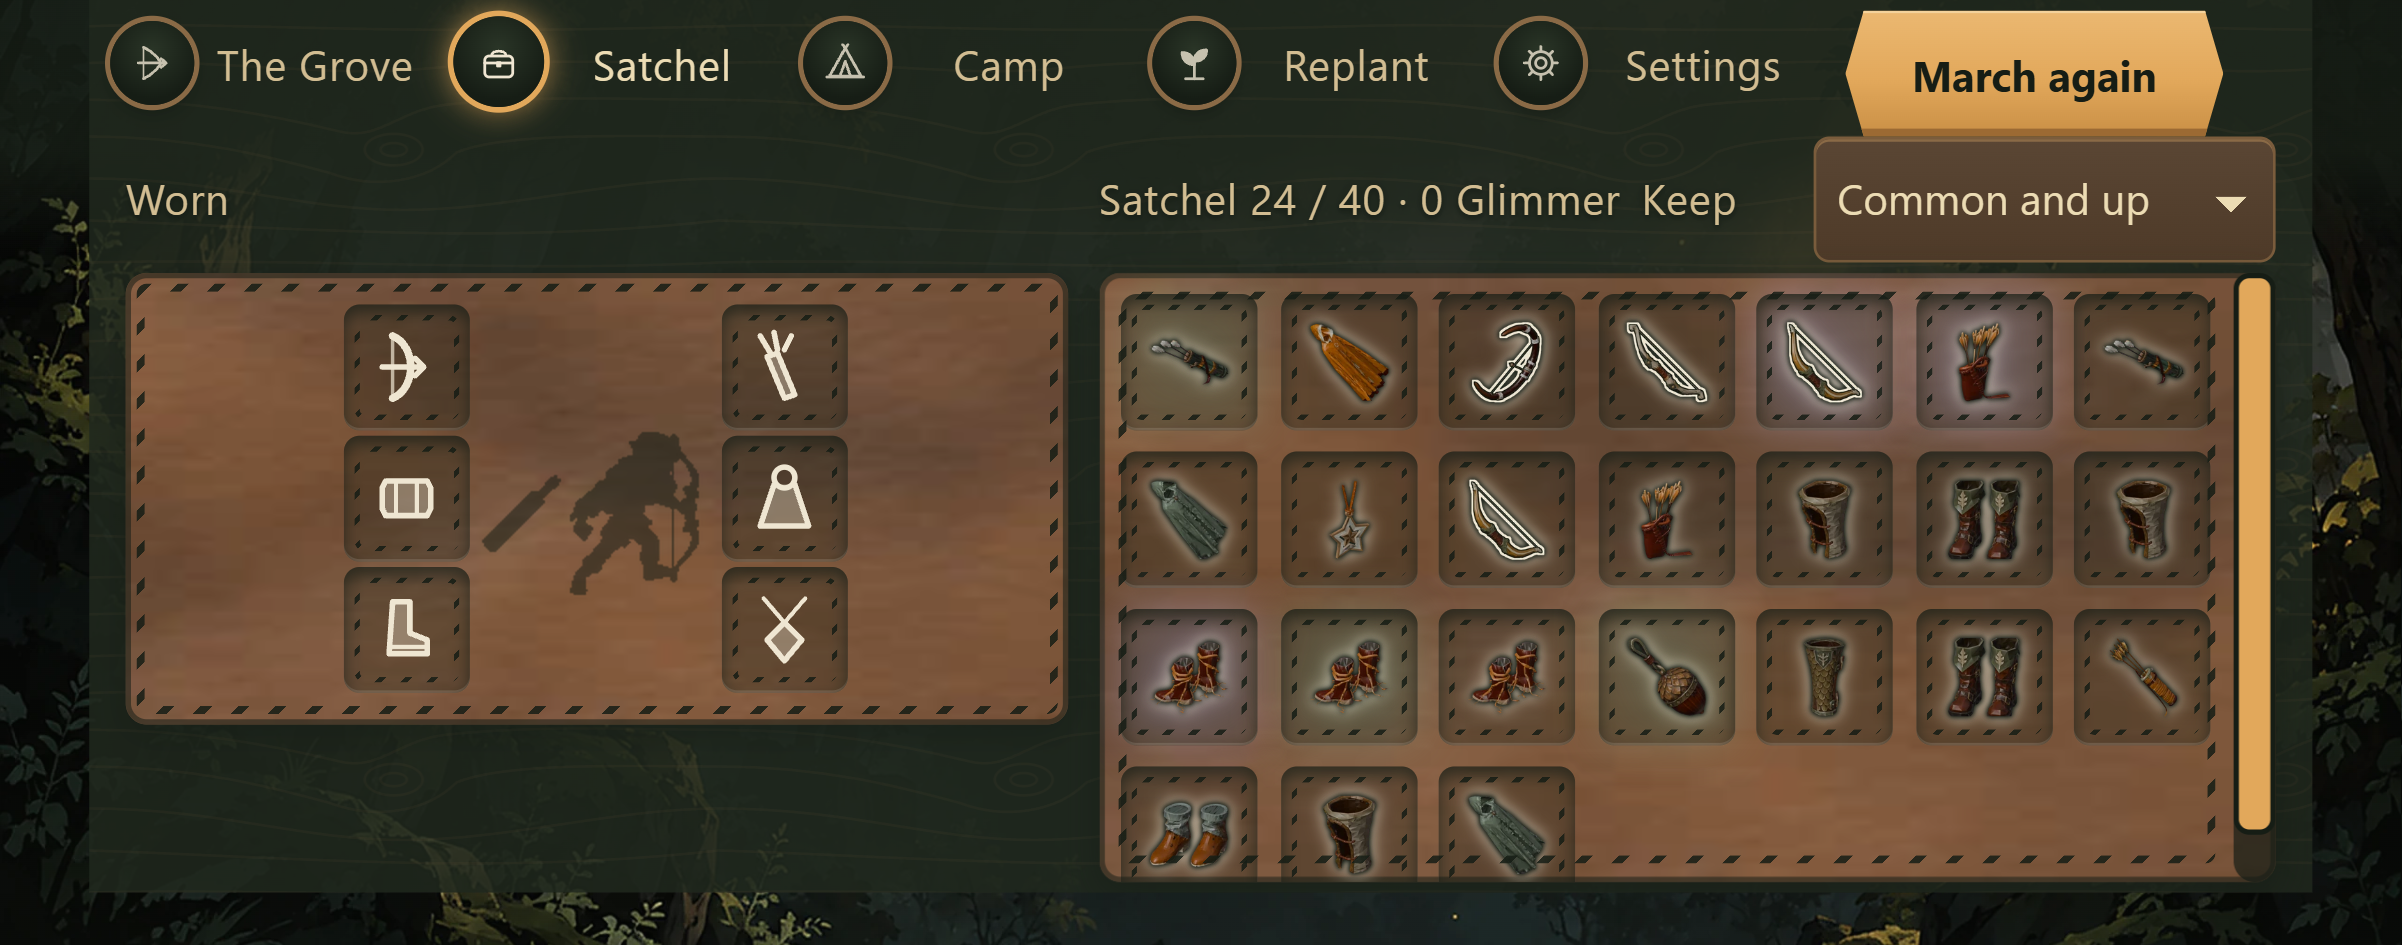 The Grove
Satchel
Camp
Replant
Settings
March again
Worn
Satchel 24 / 40 · 0 Glimmer Keep
Common and up